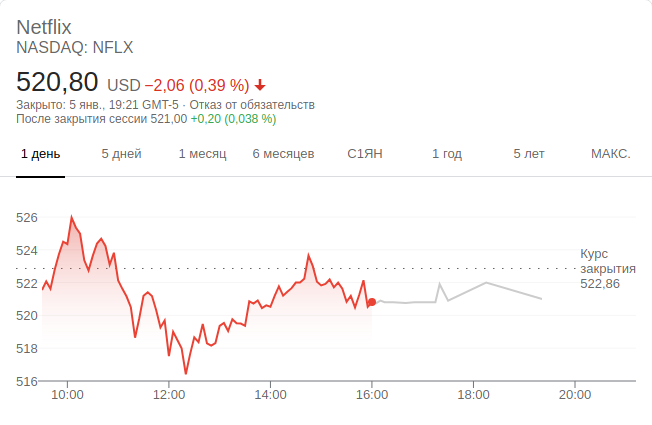 Netflix
NASDAQ: NFLX
520,80 USD −2,06 (0,39 %)
Закрыто: 5 янв., 19:21 GMT-5 · Отказ от обязательств
После закрытия сессии 521,00 +0,20 (0,038 %)
1 день 5 дней 1 месяц 6 месяцев С1ЯН 1 год 5 лет МАКС.
526
524
522
520
518
516
Курс
закрытия
522,86
10:00 12:00 14:00 16:00 18:00 20:00